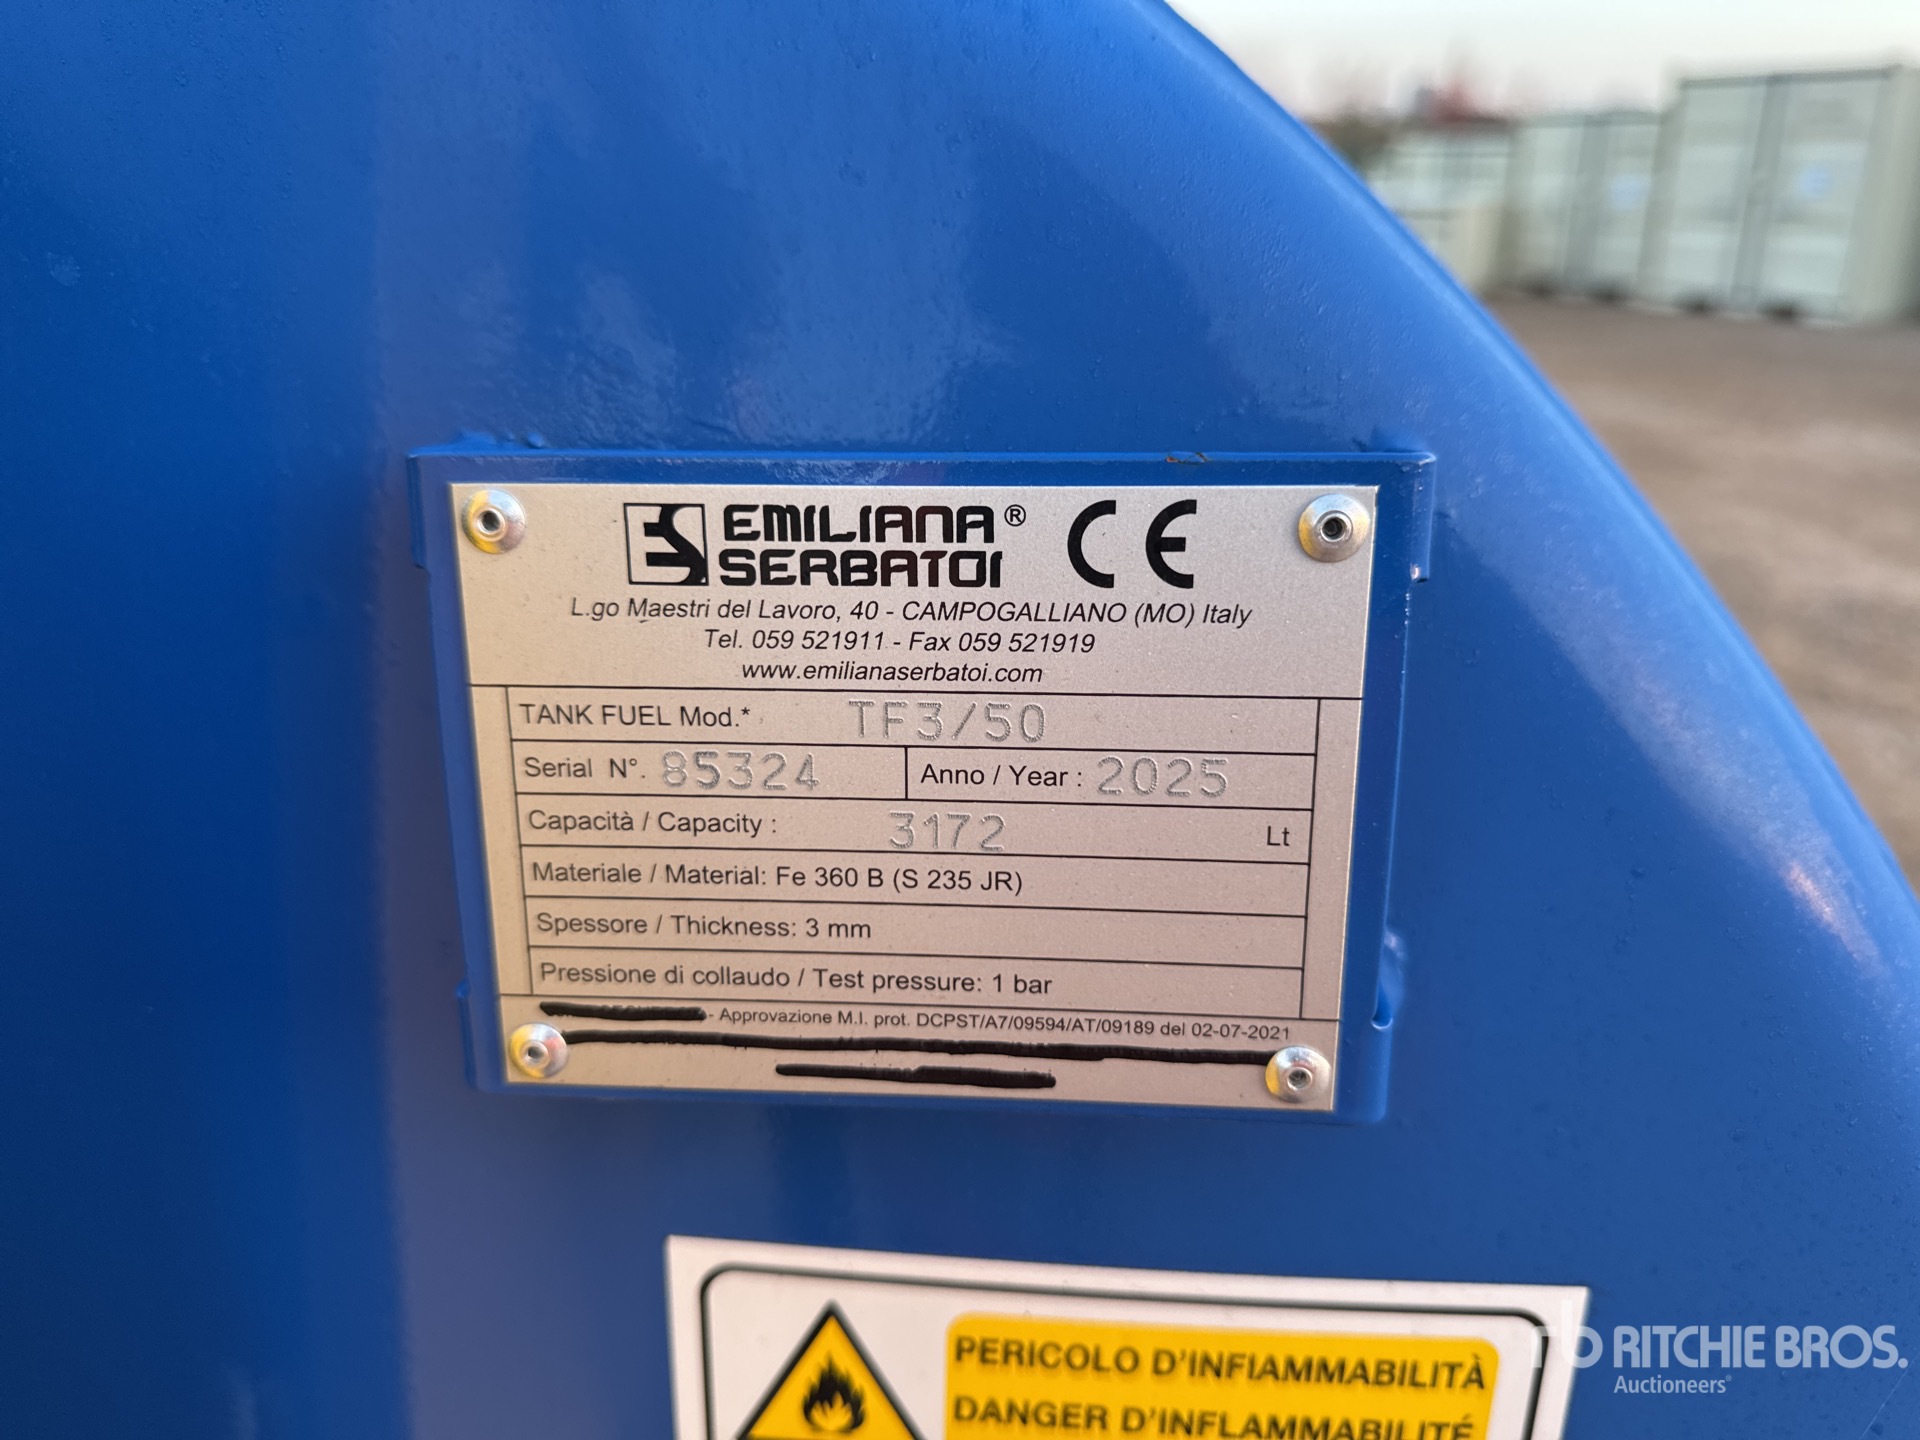 ES EMILIANA® CE
SERBATOI
L.go Maestri del Lavoro, 40 - CAMPOGALLIANO (MO) Italy
Tel. 059 521911 - Fax 059 521919
www.emilianaserbatoi.com
TANK FUEL Mod.* TF3/50
Serial N°. 85324 Anno / Year : 2025
Capacità / Capacity : 3172 Lt
Materiale / Material: Fe 360 B (S 235 JR)
Spessore / Thickness: 3 mm
Pressione di collaudo / Test pressure: 1 bar
- Approvazione M.I. prot. DCPST/A7/09594/AT/09189 del 02-07-2021
PERICOLO D'INFIAMMABILITÀ
DANGER D'INFLAMMABILITÉ
rb RITCHIE BROS.
Auctioneers